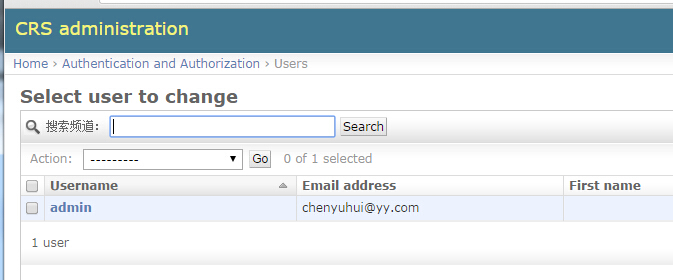 CRS administration
Home › Authentication and Authorization › Users
Select user to change
搜索频道: Search
Action: --------- Go 0 of 1 selected
Username Email address First name
admin chenyuhui@yy.com
1 user